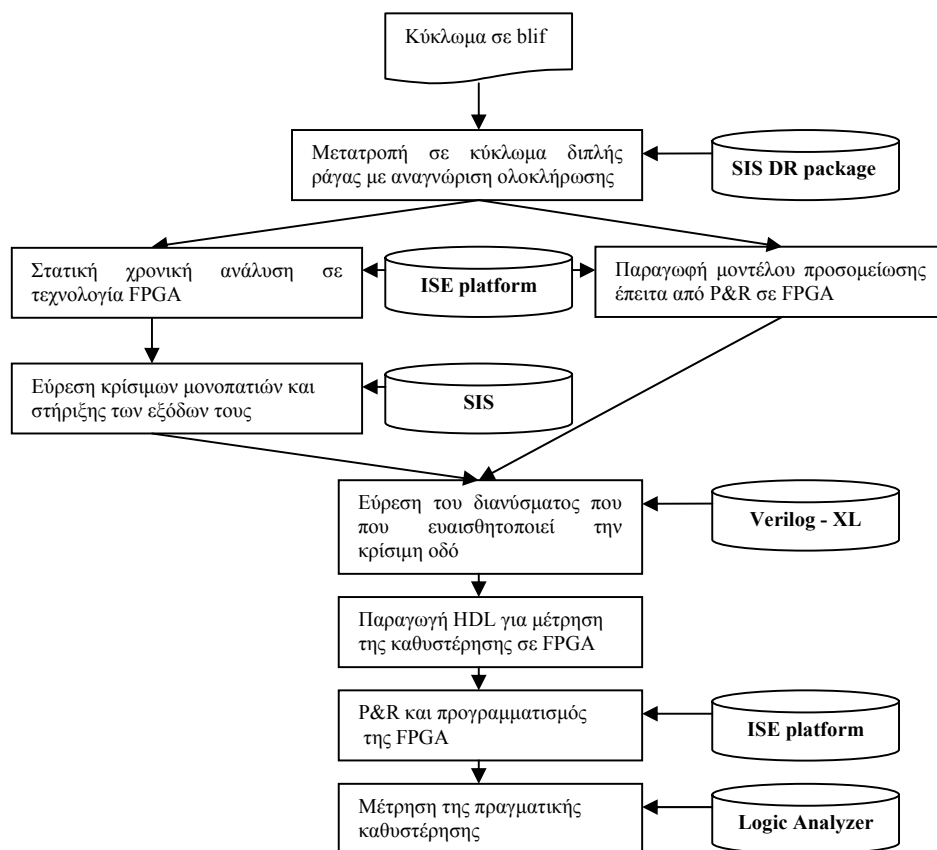 Κύκλωμα σε blif
Μετατροπή σε κύκλωμα διπλής
ράγας με αναγνώριση ολοκλήρωσης
SIS DR package
Στατική χρονική ανάλυση σε
τεχνολογία FPGA
ISE platform
Παραγωφή μοντέλου προσομείωσης
έπειτα από P&R σε FPGA
Εύρεση κρίσιμων μονοπατιών και
στήριξης των εξόδων τους
SIS
Εύρεση του διανύσματος που
που ευαισθητοποιεί την
κρίσιμη οδό
Verilog - XL
Παραγωγή HDL για μέτρηση
της καθυστέρησης σε FPGA
P&R και προγραμματισμός
της FPGA
ISE platform
Μέτρηση της πραγματικής
καθυστέρησης
Logic Analyzer